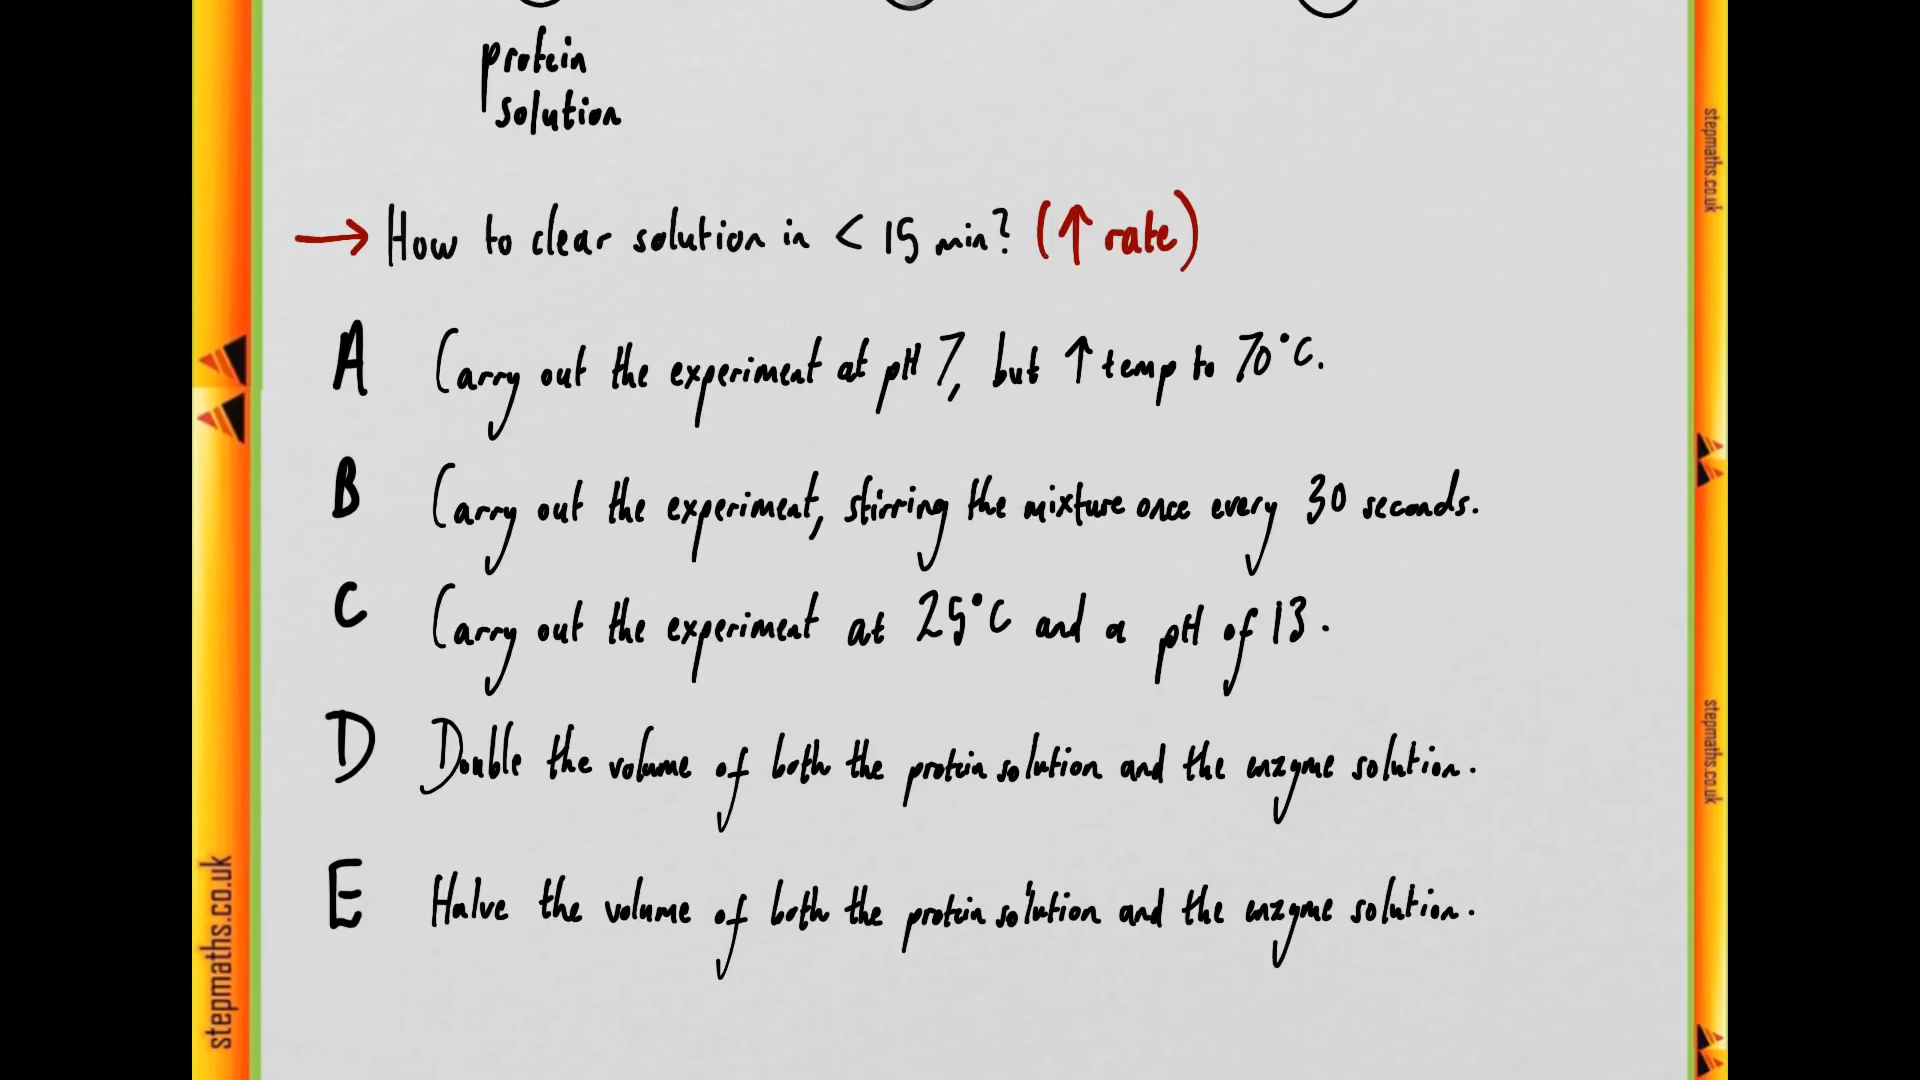 protein
solution
→ How to clear solution in < 15 min? (↑ rate)
A Carry out the experiment at pH 7, but ↑ temp to 70°C.
B Carry out the experiment, stirring the mixture once every 30 seconds.
C Carry out the experiment at 25°C and a pH of 13.
D Double the volume of both the protein solution and the enzyme solution.
E Halve the volume of both the protein solution and the enzyme solution.
stepmaths.co.uk
stepmaths.co.uk
stepmaths.co.uk